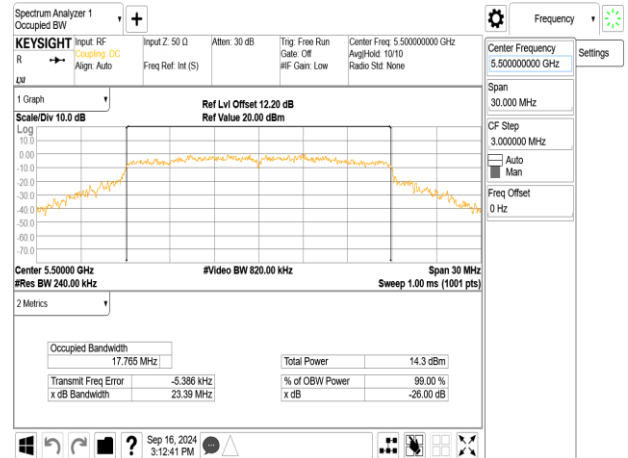 Spectrum Analyzer 1
Occupied BW
Frequency
KEYSIGHT
R
LXI
Input: RF
Coupling: DC
Align: Auto
Input Z: 50 Ω
Freq Ref: Int (S)
Atten: 30 dB
Trig: Free Run
Gate: Off
#IF Gain: Low
Center Freq: 5.500000000 GHz
Avg|Hold: 10/10
Radio Std: None
Center Frequency
5.500000000 GHz
Settings
Span
30.000 MHz
CF Step
3.000000 MHz
Auto
Man
Freq Offset
0 Hz
1 Graph
Scale/Div 10.0 dB
Ref Lvl Offset 12.20 dB
Ref Value 20.00 dBm
Log
10.0
0.00
-10.0
-20.0
-30.0
-40.0
-50.0
-60.0
-70.0
Center 5.50000 GHz
#Video BW 820.00 kHz
Span 30 MHz
#Res BW 240.00 kHz
Sweep 1.00 ms (1001 pts)
2 Metrics
Occupied Bandwidth
17.765 MHz
Total Power 14.3 dBm
Transmit Freq Error -5.386 kHz
% of OBW Power 99.00 %
x dB Bandwidth 23.39 MHz
x dB -26.00 dB
?
Sep 16, 2024
3:12:41 PM